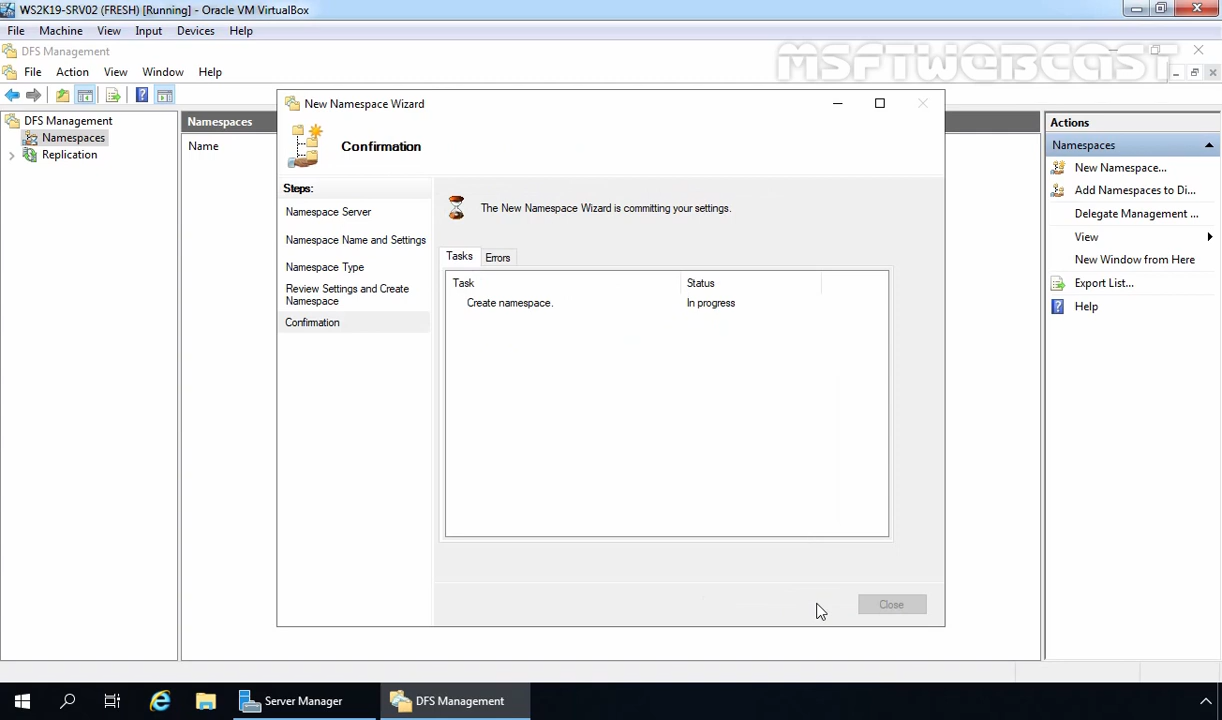 WS2K19-SRV02 (FRESH) [Running] - Oracle VM VirtualBox
File Machine View Input Devices Help
DFS Management
MSFTWEBCAST
File Action View Window Help
DFS Management
Namespaces
Replication
Namespaces
Name
New Namespace Wizard
Confirmation
Steps:
Namespace Server
Namespace Name and Settings
Namespace Type
Review Settings and Create
Namespace
Confirmation
The New Namespace Wizard is committing your settings.
Tasks Errors
Task Status
Create namespace. In progress
Close
Actions
Namespaces
New Namespace...
Add Namespaces to Di...
Delegate Management ...
View
New Window from Here
Export List...
Help
Server Manager
DFS Management